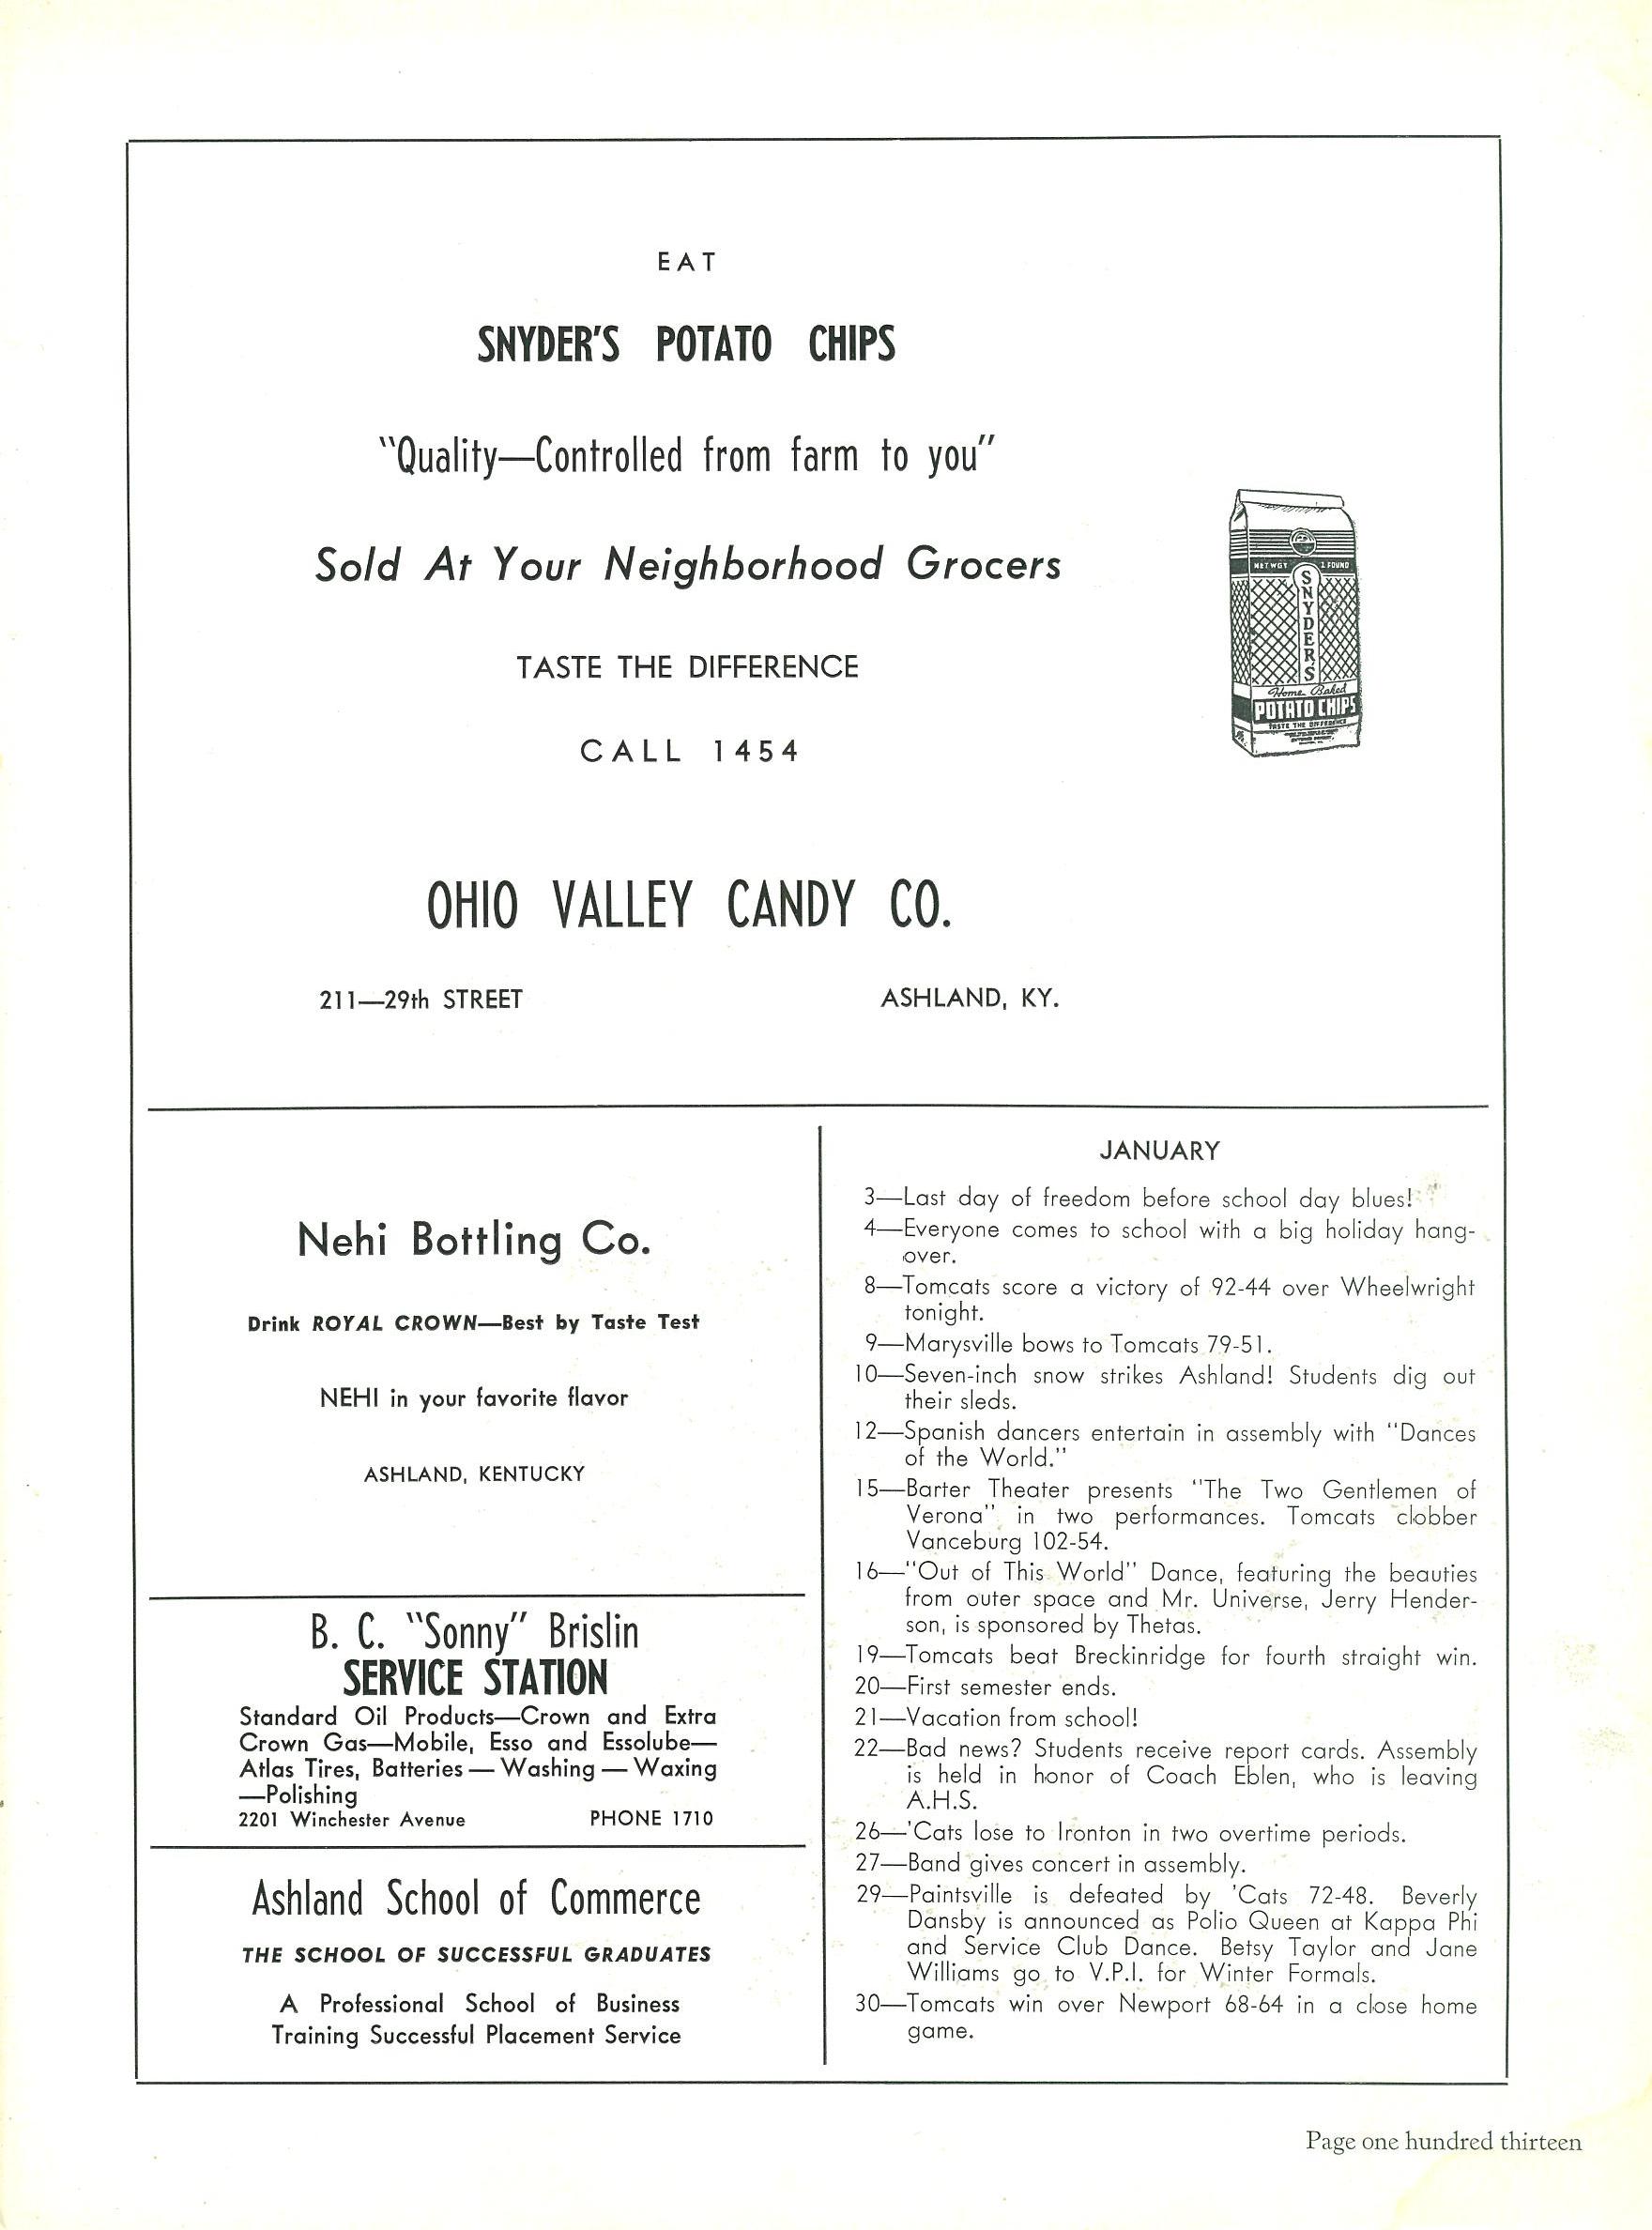 EAT
SNYDER'S POTATO CHIPS
"Quality—Controlled from farm to you"
Sold At Your Neighborhood Grocers
TASTE THE DIFFERENCE
CALL 1454
NET WGT 1 POUND
SNYDER'S
Home Baked
POTATO CHIPS
TASTE THE DIFFERENCE
OHIO VALLEY CANDY CO.
211—29th STREET ASHLAND, KY.
Nehi Bottling Co.
Drink ROYAL CROWN—Best by Taste Test
NEHI in your favorite flavor
ASHLAND, KENTUCKY
B. C. "Sonny" Brislin
SERVICE STATION
Standard Oil Products—Crown and Extra
Crown Gas—Mobile, Esso and Essolube—
Atlas Tires, Batteries — Washing — Waxing
—Polishing
2201 Winchester Avenue PHONE 1710
Ashland School of Commerce
THE SCHOOL OF SUCCESSFUL GRADUATES
A Professional School of Business
Training Successful Placement Service
JANUARY
3—Last day of freedom before school day blues!
4—Everyone comes to school with a big holiday hang-
over.
8—Tomcats score a victory of 92-44 over Wheelwright
tonight.
9—Marysville bows to Tomcats 79-51.
10—Seven-inch snow strikes Ashland! Students dig out
their sleds.
12—Spanish dancers entertain in assembly with "Dances
of the World."
15—Barter Theater presents "The Two Gentlemen of
Verona" in two performances. Tomcats clobber
Vanceburg 102-54.
16—"Out of This World" Dance, featuring the beauties
from outer space and Mr. Universe, Jerry Hender-
son, is sponsored by Thetas.
19—Tomcats beat Breckinridge for fourth straight win.
20—First semester ends.
21—Vacation from school!
22—Bad news? Students receive report cards. Assembly
is held in honor of Coach Eblen, who is leaving
A.H.S.
26—'Cats lose to Ironton in two overtime periods.
27—Band gives concert in assembly.
29—Paintsville is defeated by 'Cats 72-48. Beverly
Dansby is announced as Polio Queen at Kappa Phi
and Service Club Dance. Betsy Taylor and Jane
Williams go to V.P.I. for Winter Formals.
30—Tomcats win over Newport 68-64 in a close home
game.
Page one hundred thirteen